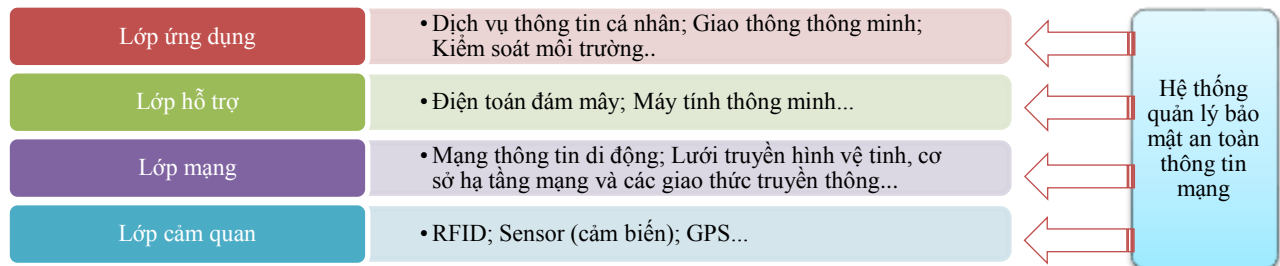 Lớp ứng dụng
• Dịch vụ thông tin cá nhân; Giao thông thông minh;
Kiểm soát môi trường..
Lớp hỗ trợ
• Điện toán đám mây; Máy tính thông minh...
Lớp mạng
• Mạng thông tin di động; Lưới truyền hình vệ tinh, cơ
sở hạ tầng mạng và các giao thức truyền thông...
Lớp cảm quan
• RFID; Sensor (cảm biến); GPS...
Hệ thống
quản lý bảo
mật an toàn
thông tin
mạng